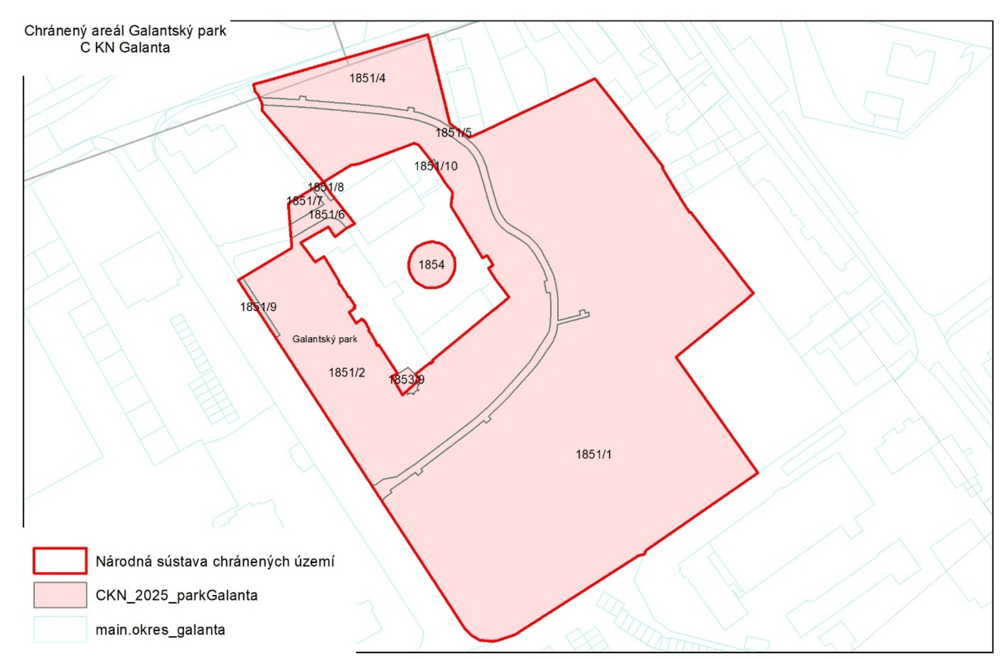 Chránený areál Galantský park
C KN Galanta
1851/4
1851/5
1851/10
1851/8
1851/7
1851/6
1854
1851/9
Galantský park
1851/2
1853/9
1851/1
Národná sústava chránených území
CKN_2025_parkGalanta
main.okres_galanta